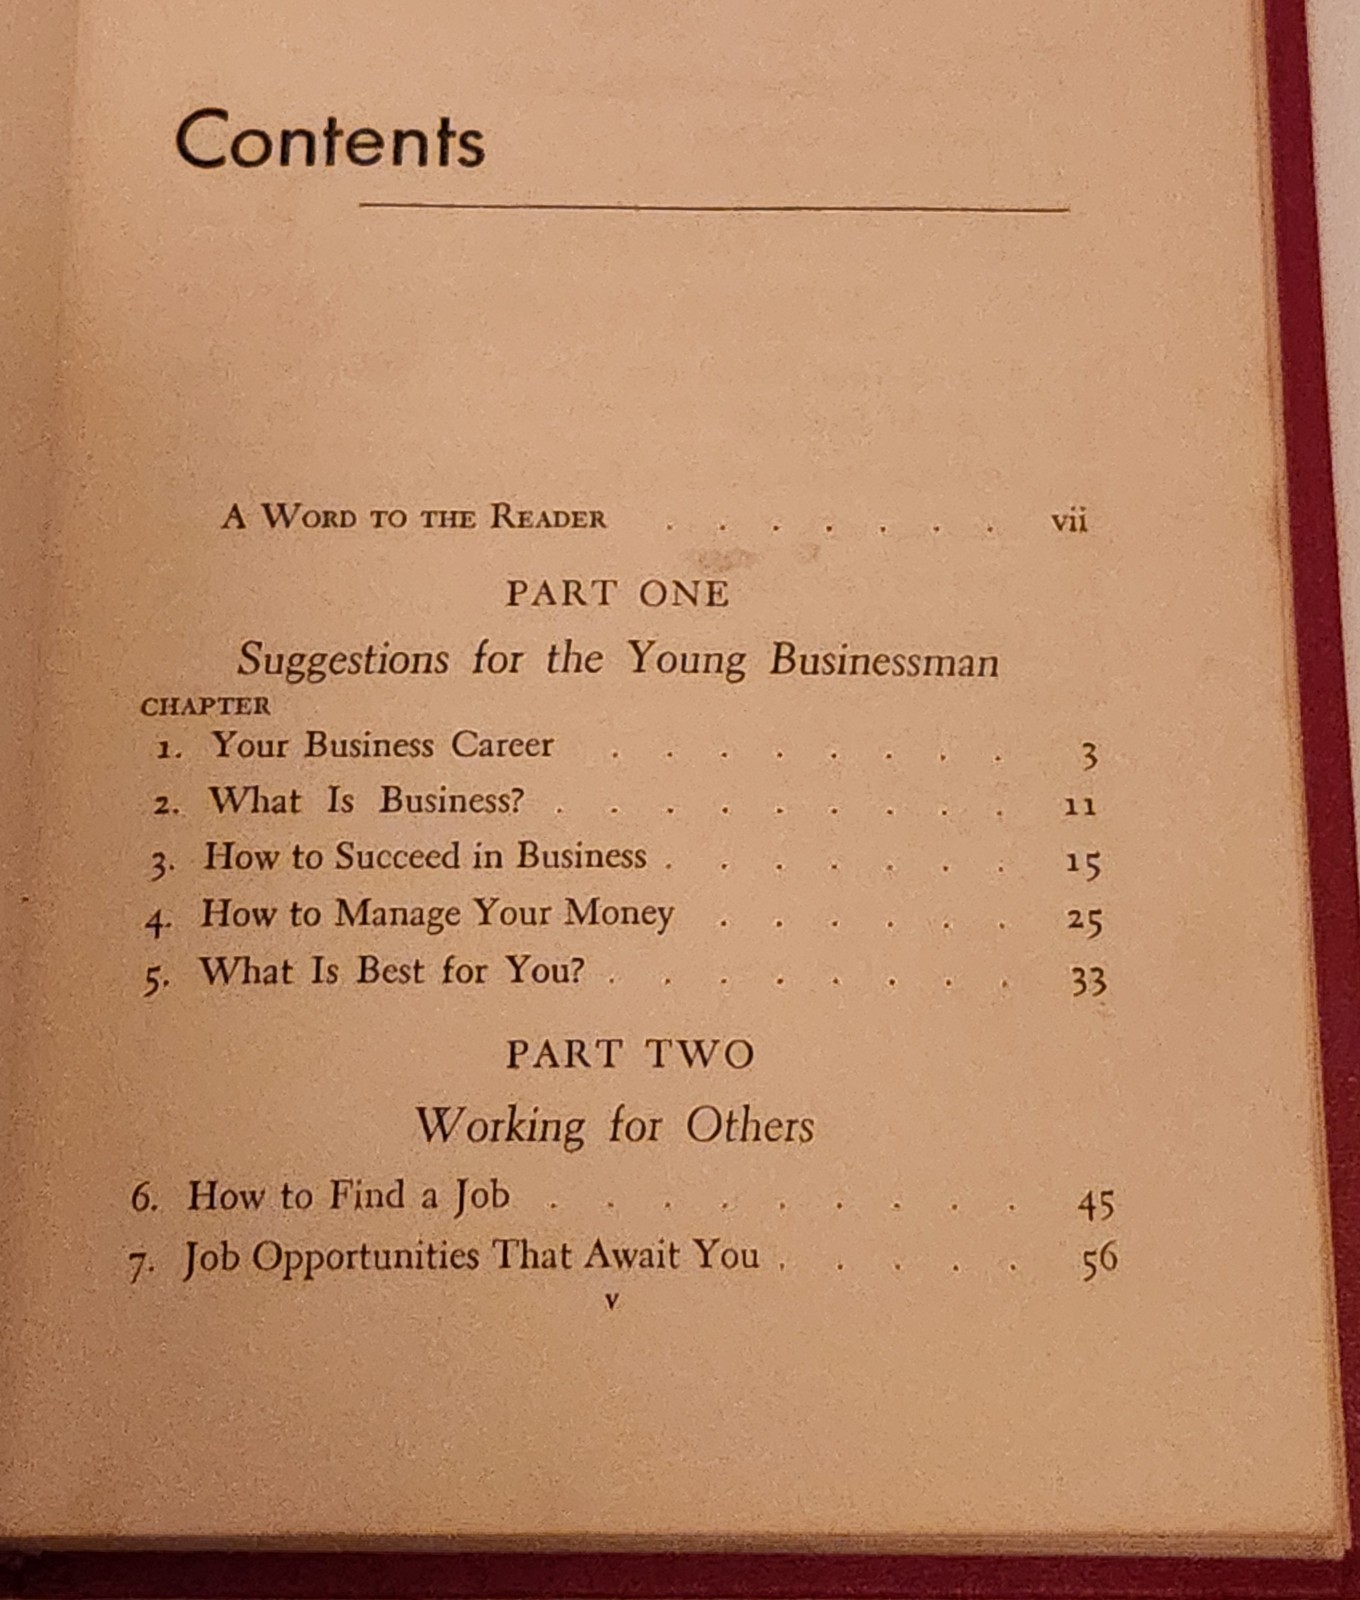 Contents
A WORD TO THE READER . . . . . . . vii
PART ONE
Suggestions for the Young Businessman
CHAPTER
1. Your Business Career . . . . . . . . 3
2. What Is Business? . . . . . . . . . 11
3. How to Succeed in Business . . . . . . . 15
4. How to Manage Your Money . . . . . . 25
5. What Is Best for You? . . . . . . . . 33
PART TWO
Working for Others
6. How to Find a Job . . . . . . . . . 45
7. Job Opportunities That Await You . . . . . 56
v